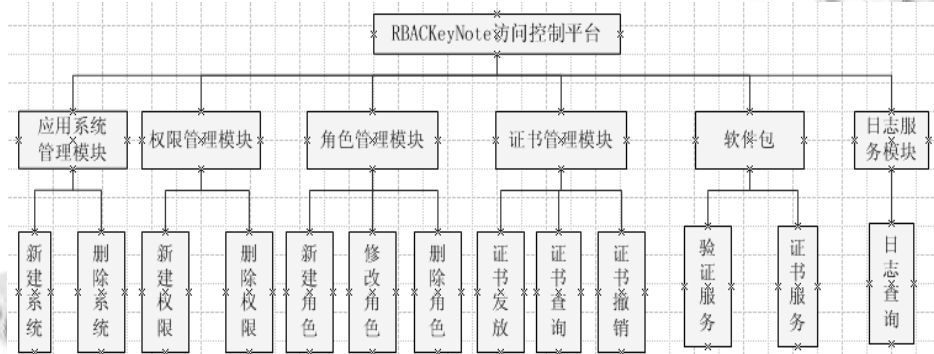 RBACKeyNote访问控制平台
应用系统
管理模块
权限管理模块
角色管理模块
证书管理模块
软件包
日志服
务模块
新建系统
删除系统
新建权限
删除权限
新建角色
修改角色
删除角色
证书发放
证书查询
证书撤销
验证服务
证书服务
日志查询